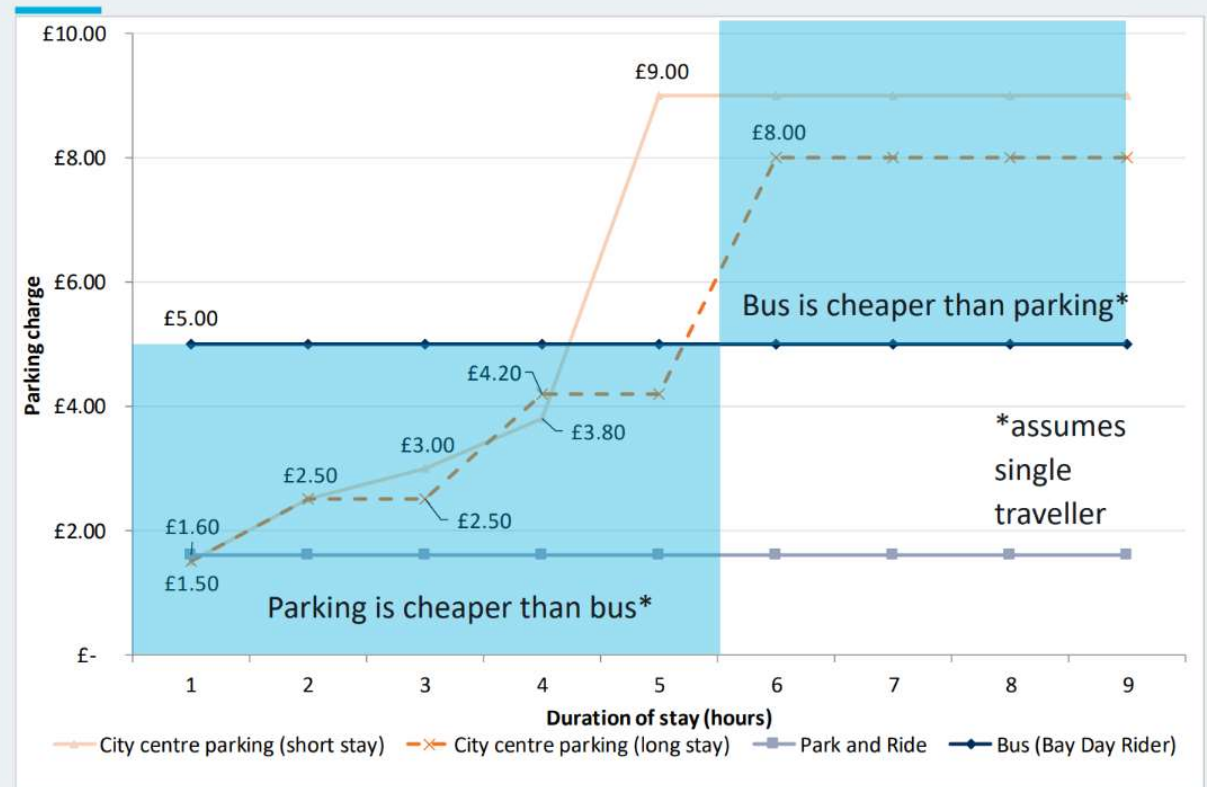 £10.00
£9.00
£8.00
£8.00
£6.00
Bus is cheaper than parking*
£5.00
£4.20
£4.00
£3.80
*assumes
single
traveller
£3.00
£2.50
£2.50
£2.00
£1.60
£1.50
Parking is cheaper than bus*
£-
Parking charge
1 2 3 4 5 6 7 8 9
Duration of stay (hours)
City centre parking (short stay) City centre parking (long stay) Park and Ride Bus (Bay Day Rider)